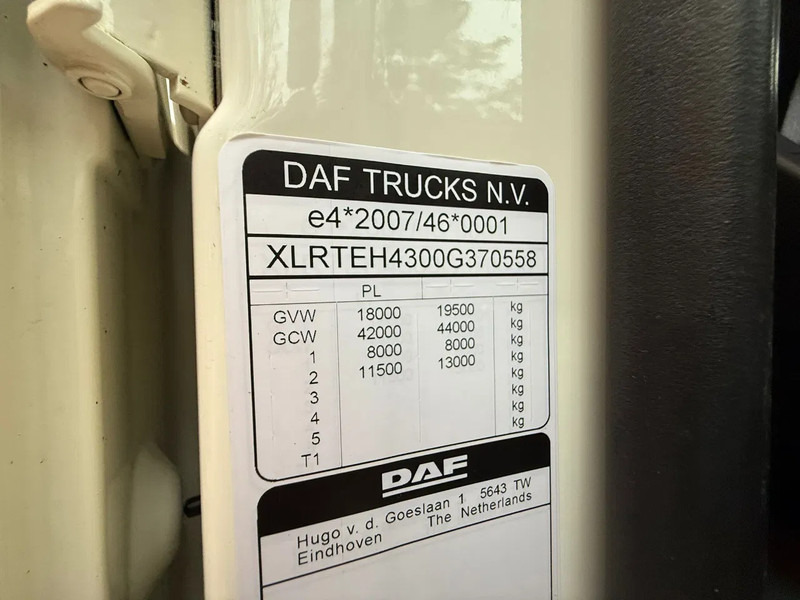 DAF TRUCKS N.V.
e4*2007/46*0001
XLRTEH4300G370558
PL
GVW 18000 19500 kg
GCW 42000 44000 kg
1 8000 8000 kg
2 11500 13000 kg
3 kg
4 kg
5 kg
T1
DAF
Hugo v. d. Goeslaan 1 5643 TW
Eindhoven The Netherlands